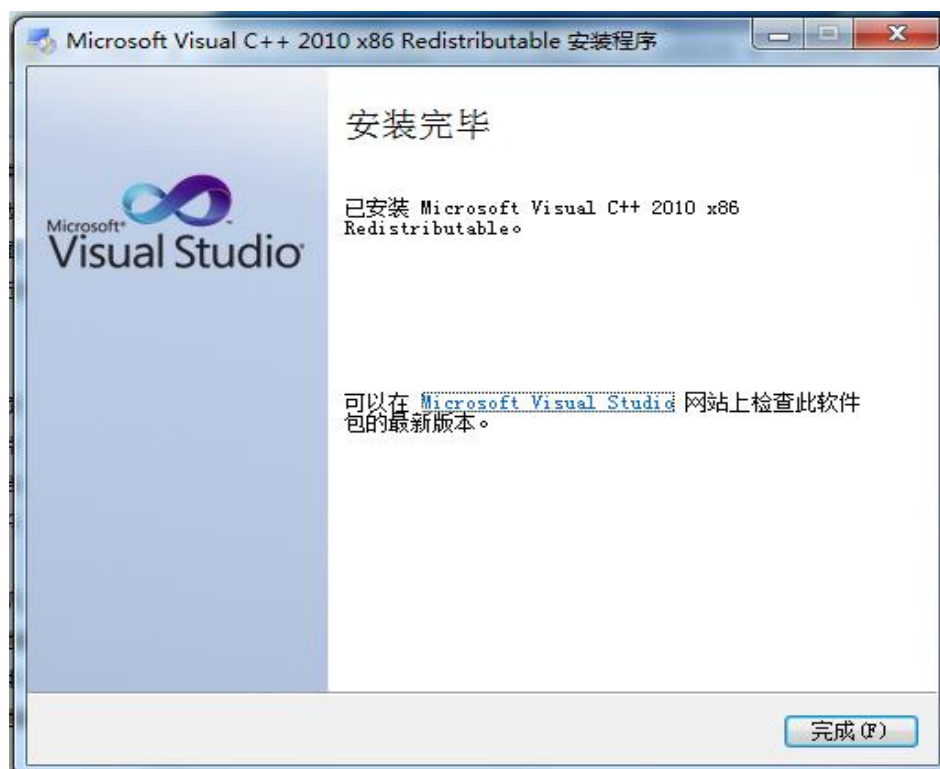 Microsoft Visual C++ 2010 x86 Redistributable 安装程序
安装完毕
已安装 Microsoft Visual C++ 2010 x86
Redistributable。
Microsoft
Visual Studio
可以在 Microsoft Visual Studio 网站上检查此软件
包的最新版本。
完成(F)